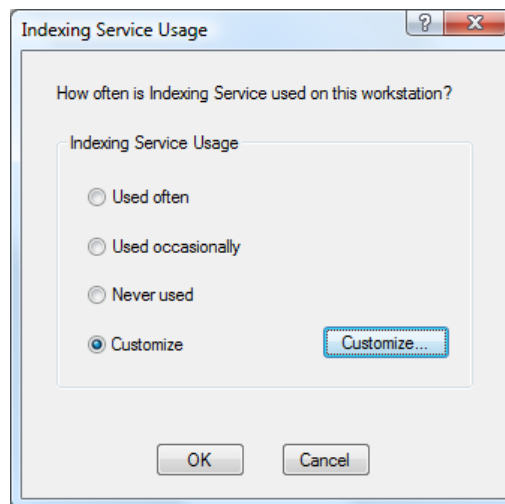 Indexing Service Usage
How often is Indexing Service used on this workstation?
Indexing Service Usage
Used often
Used occasionally
Never used
Customize
Customize...
OK
Cancel